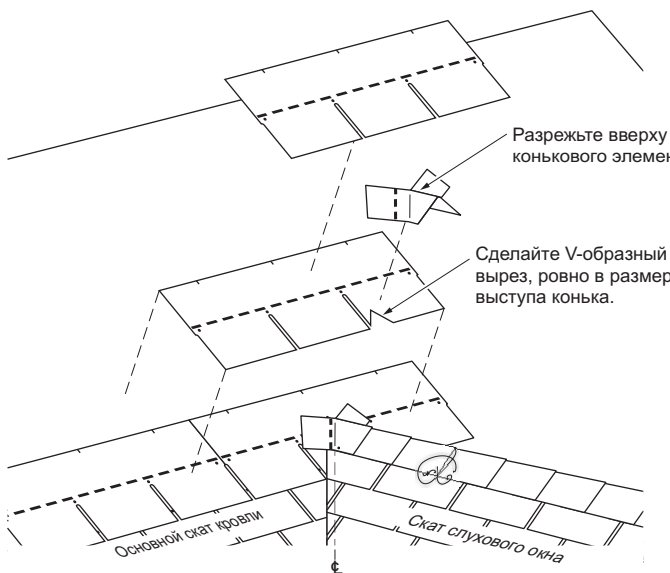 Разрежьте вверху
конькового элемен
Сделайте V-образный
вырез, ровно в размер
выступа конька.
Основной скат кровли
Скат слухового окна